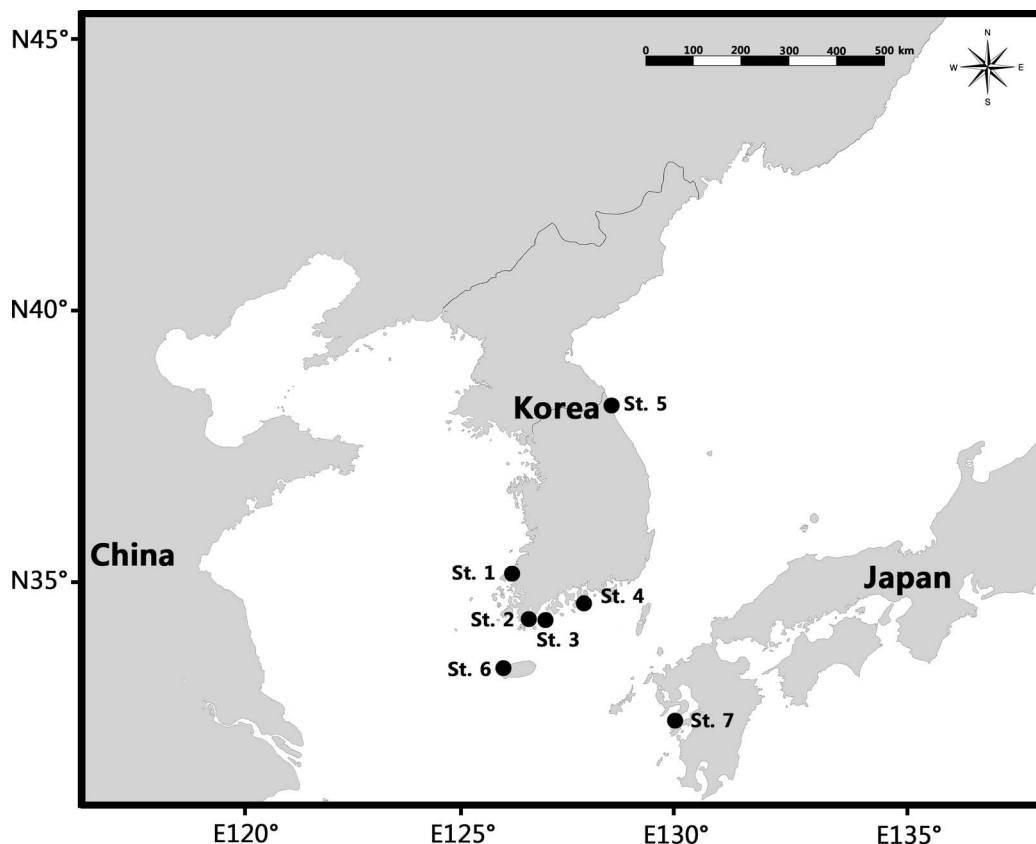 N45°
0 100 200 300 400 500 km
N
W E
S
N40°
Korea St. 5
China
N35°
St. 1
Japan
St. 4
St. 2
St. 3
St. 6
St. 7
E120° E125° E130° E135°